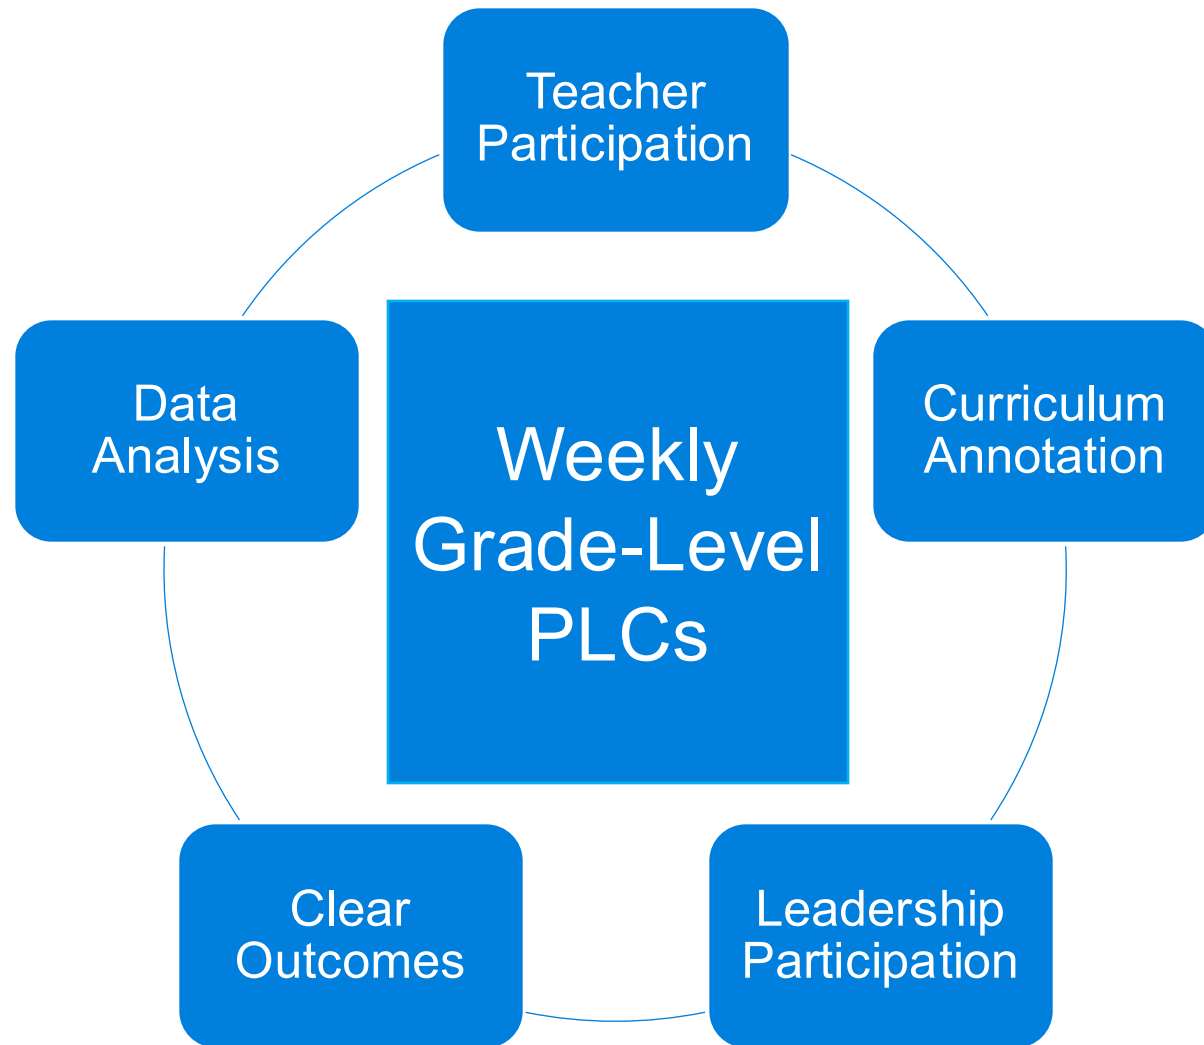 Teacher
Participation
Data
Analysis
Curriculum
Annotation
Weekly
Grade-Level
PLCs
Clear
Outcomes
Leadership
Participation